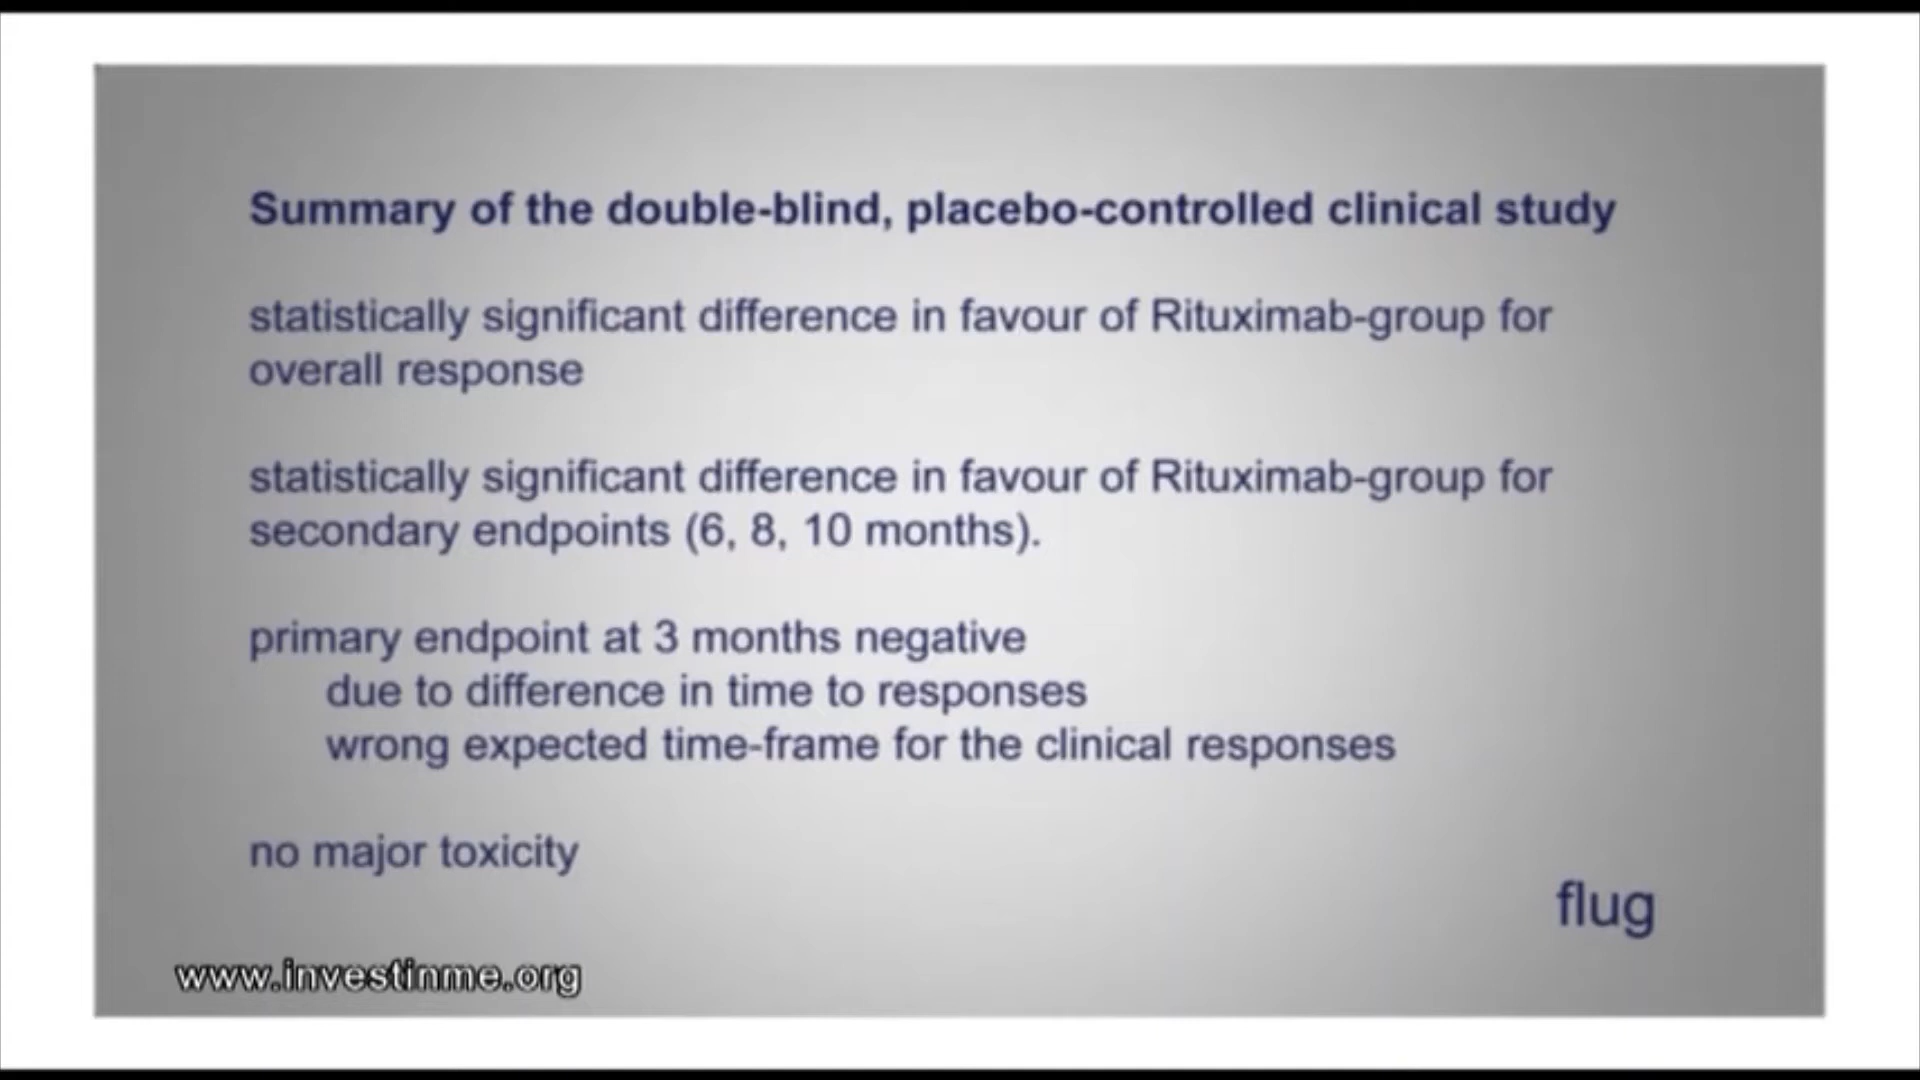 Summary of the double-blind, placebo-controlled clinical study
statistically significant difference in favour of Rituximab-group for
overall response
statistically significant difference in favour of Rituximab-group for
secondary endpoints (6, 8, 10 months).
primary endpoint at 3 months negative
due to difference in time to responses
wrong expected time-frame for the clinical responses
no major toxicity
flug
www.investinme.org